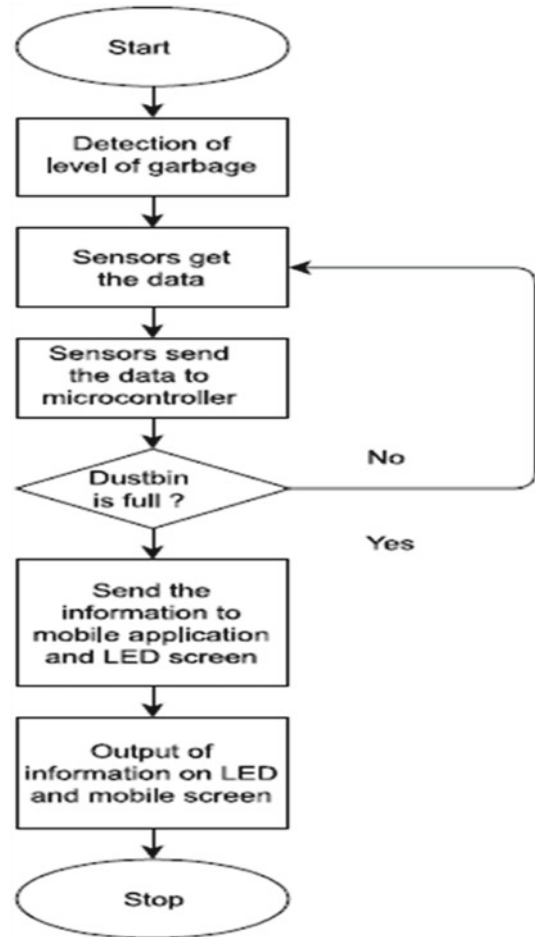 Start
Detection of
level of garbage
Sensors get
the data
Sensors send
the data to
microcontroller
Dustbin
is full ?
No
Yes
Send the
information to
mobile application
and LED screen
Output of
information on LED
and mobile screen
Stop